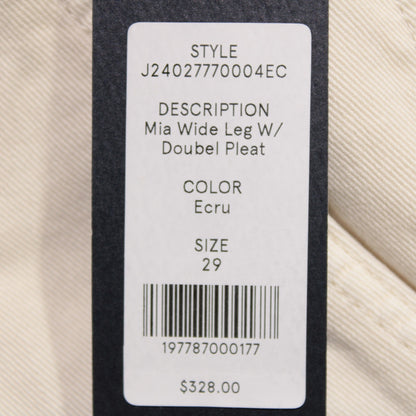 STYLE
J24027770004EC
DESCRIPTION
Mia Wide Leg W/
Doubel Pleat
COLOR
Ecru
SIZE
29
197787000177
$328.00